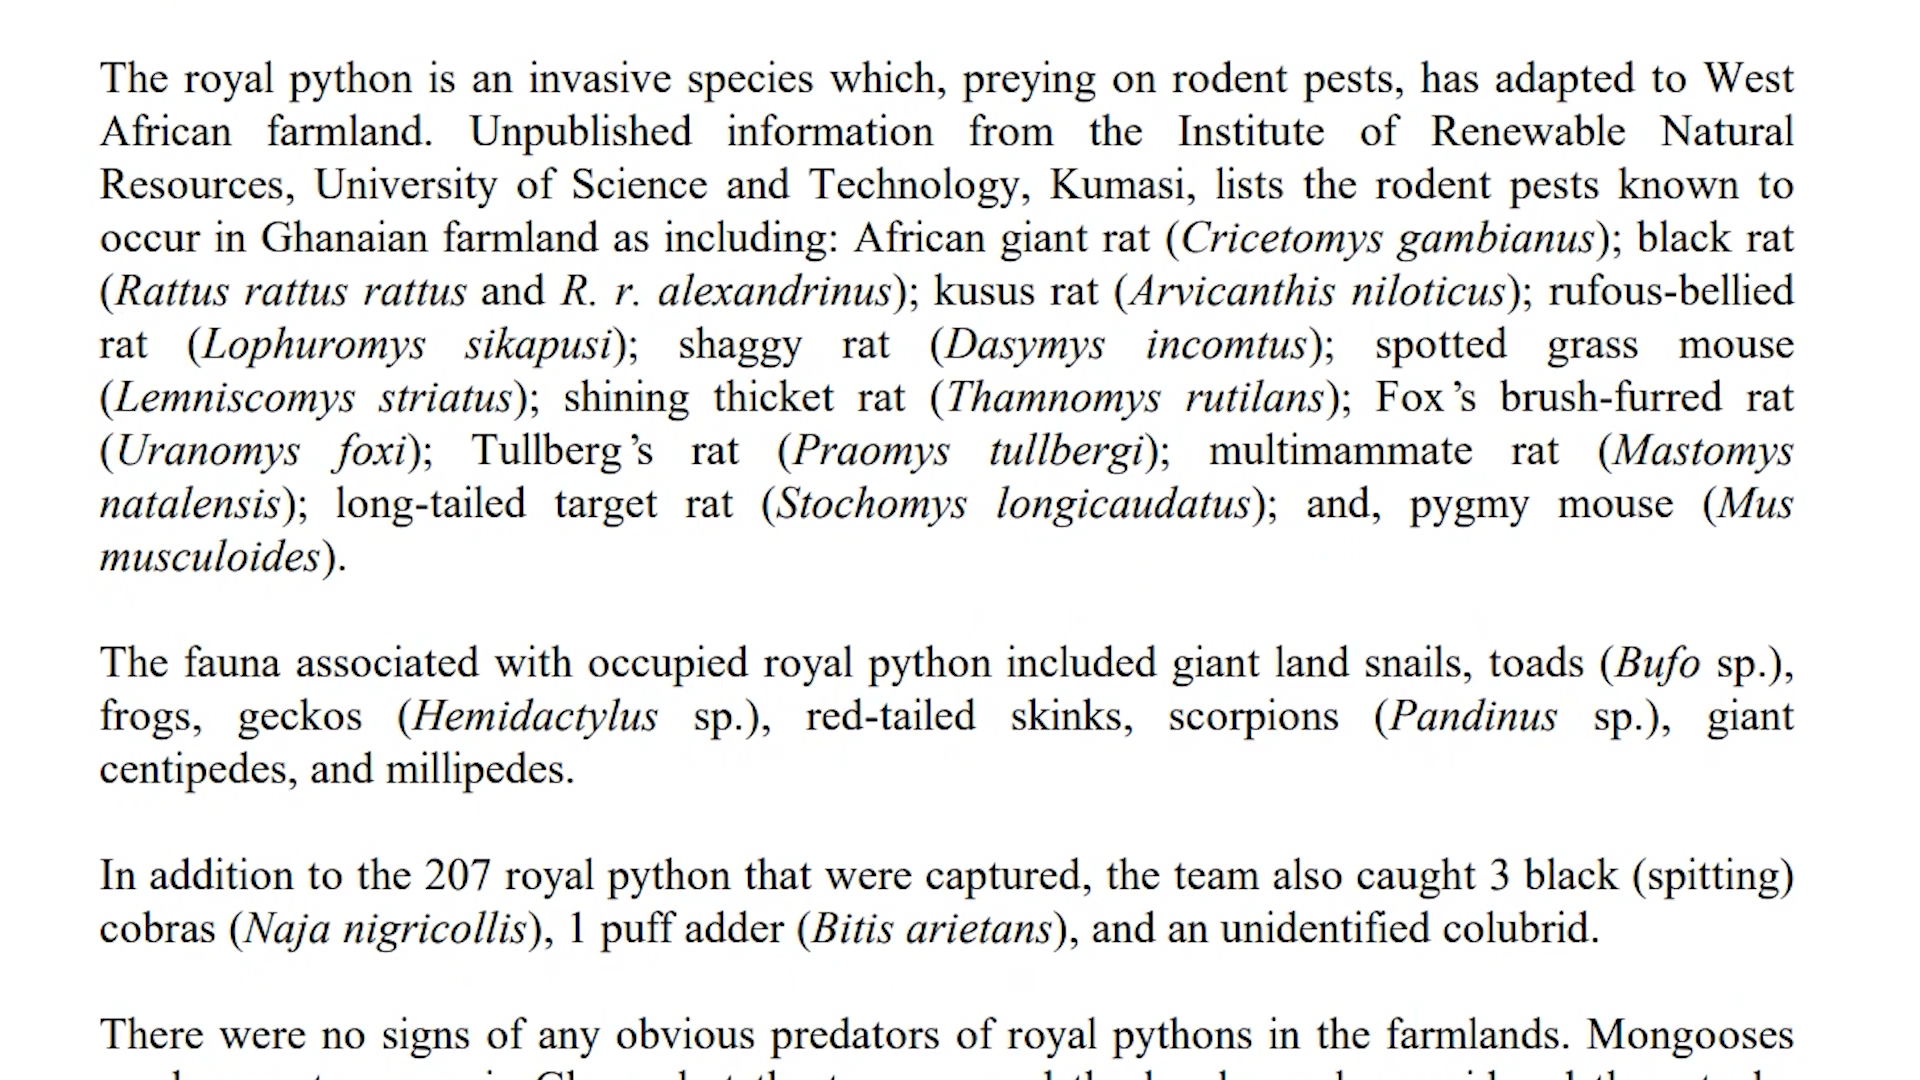 The royal python is an invasive species which, preying on rodent pests, has adapted to West
African farmland. Unpublished information from the Institute of Renewable Natural
Resources, University of Science and Technology, Kumasi, lists the rodent pests known to
occur in Ghanaian farmland as including: African giant rat (Cricetomys gambianus); black rat
(Rattus rattus rattus and R. r. alexandrinus); kusus rat (Arvicanthis niloticus); rufous-bellied
rat (Lophuromys sikapusi); shaggy rat (Dasymys incomtus); spotted grass mouse
(Lemniscomys striatus); shining thicket rat (Thamnomys rutilans); Fox's brush-furred rat
(Uranomys foxi); Tullberg's rat (Praomys tullbergi); multimammate rat (Mastomys
natalensis); long-tailed target rat (Stochomys longicaudatus); and, pygmy mouse (Mus
musculoides).
The fauna associated with occupied royal python included giant land snails, toads (Bufo sp.),
frogs, geckos (Hemidactylus sp.), red-tailed skinks, scorpions (Pandinus sp.), giant
centipedes, and millipedes.
In addition to the 207 royal python that were captured, the team also caught 3 black (spitting)
cobras (Naja nigricollis), 1 puff adder (Bitis arietans), and an unidentified colubrid.
There were no signs of any obvious predators of royal pythons in the farmlands. Mongooses